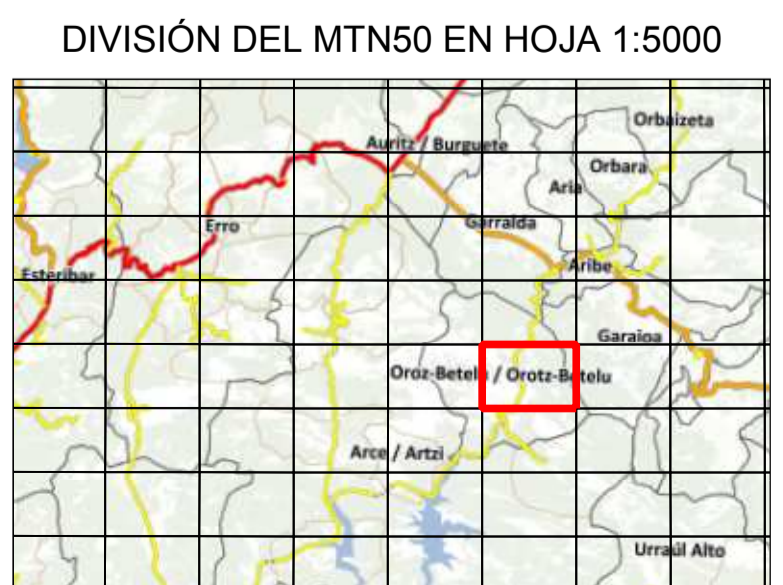 DIVISIÓN DEL MTN50 EN HOJA 1:5000
Orbaizeta
Auritz / Burguete
Orbara
Aria
Garralda
Erro
Aribe
Esteribar
Garaioa
Oroz-Betelu / Orotz-Betelu
Arce / Artzi
Urraúl Alto